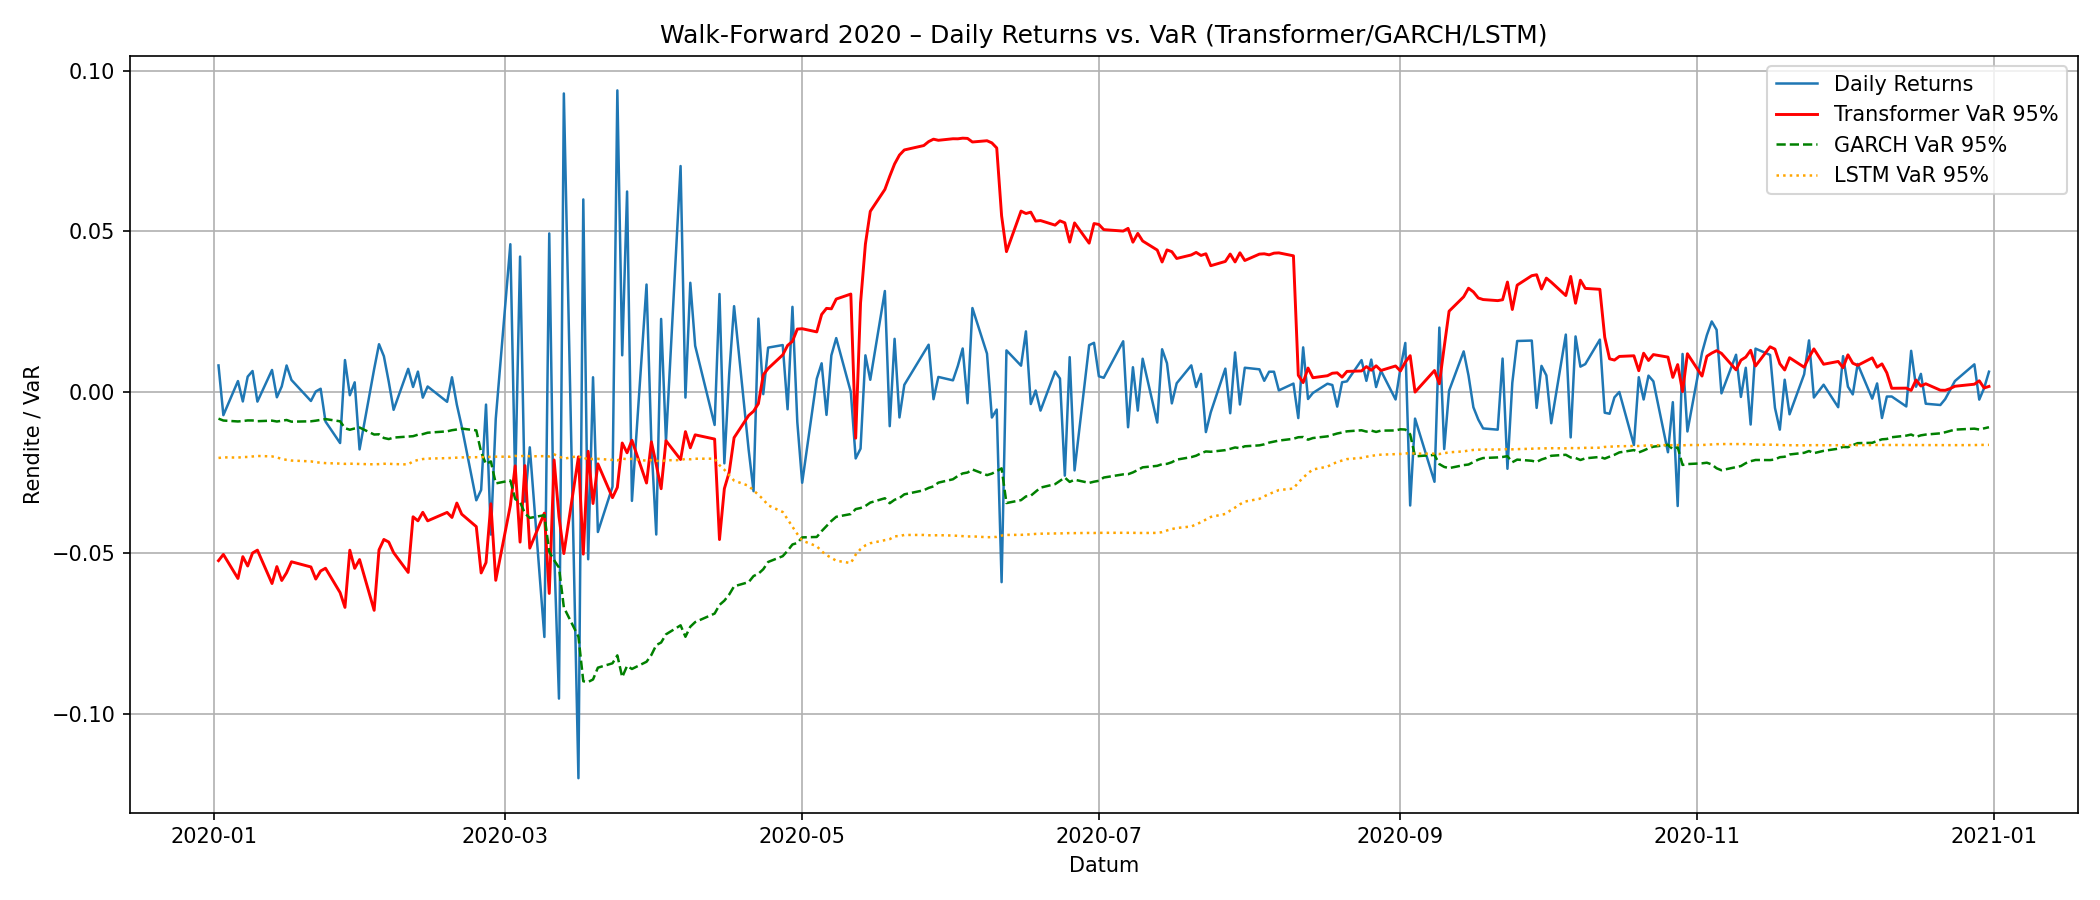 Walk-Forward 2020 – Daily Returns vs. VaR (Transformer/GARCH/LSTM)
Daily Returns
Transformer VaR 95%
GARCH VaR 95%
LSTM VaR 95%
Rendite / VaR
0.10
0.05
0.00
−0.05
−0.10
2020-01 2020-03 2020-05 2020-07 2020-09 2020-11 2021-01
Datum